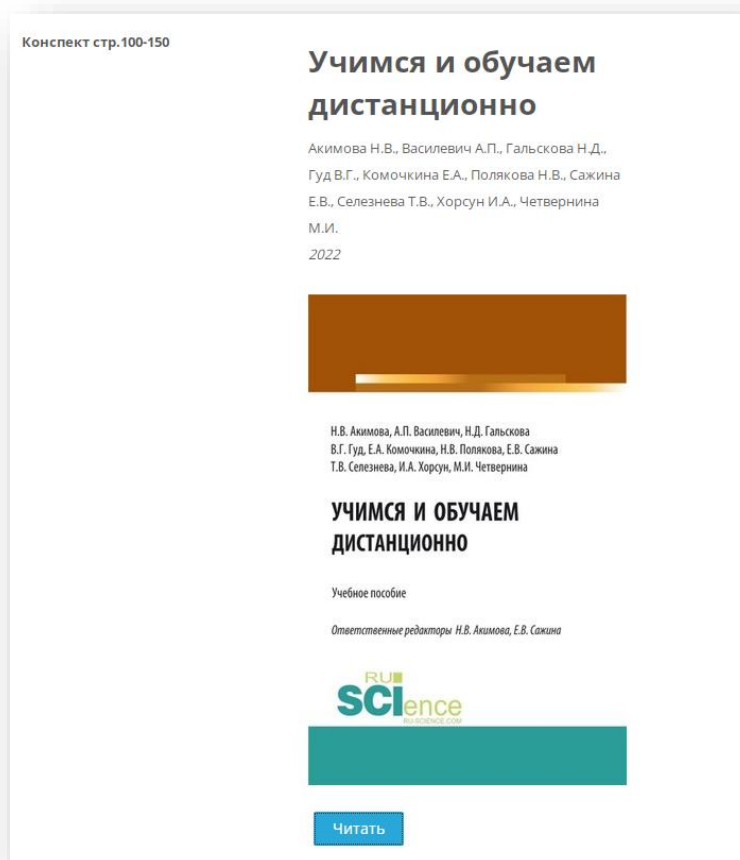 Конспект стр.100-150
Учимся и обучаем
дистанционно
Акимова Н.В., Василевич А.П., Гальскова Н.Д.,
Гуд В.Г., Комочкина Е.А., Полякова Н.В., Сажина
Е.В., Селезнева Т.В., Хорсун И.А., Четвернина
М.И.
2022
Н.В. Акимова, А.П. Василевич, Н.Д. Гальскова
В.Г. Гуд, Е.А. Комочкина, Н.В. Полякова, Е.В. Сажина
Т.В. Селезнева, И.А. Хорсун, М.И. Четвернина
УЧИМСЯ И ОБУЧАЕМ
ДИСТАНЦИОННО
Учебное пособие
Ответственные редакторы Н.В. Акимова, Е.В. Сажина
RU
SCIence
RU-SCIENCE.COM
Читать